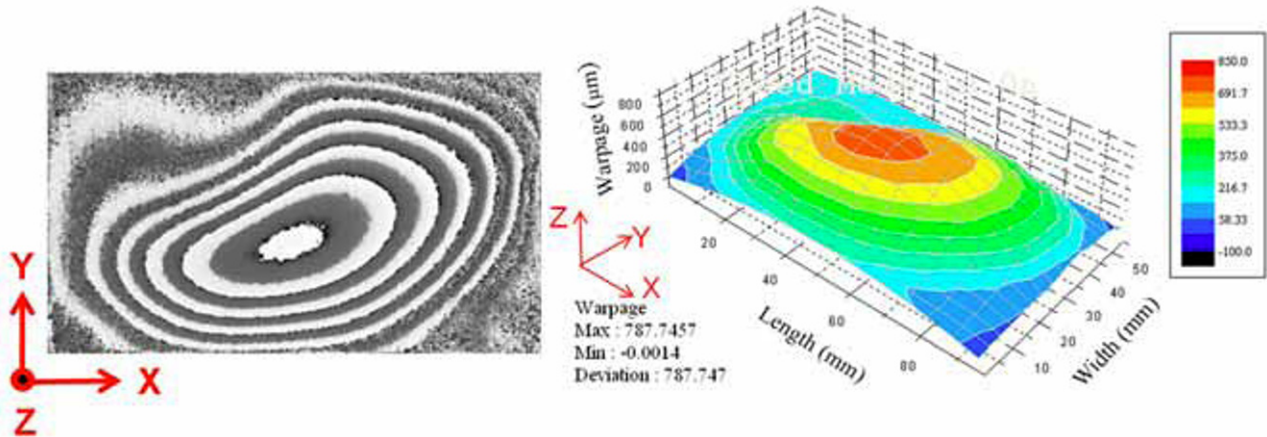 Y
X
Z
Warpage (μm)
800
600
400
200
0
20
40
60
80
Length (mm)
10
20
30
40
50
Width (mm)
Z
Y
X
Warpage
Max : 787.7457
Min : -0.0014
Deviation : 787.747
850.0
691.7
533.3
375.0
216.7
58.33
-100.0